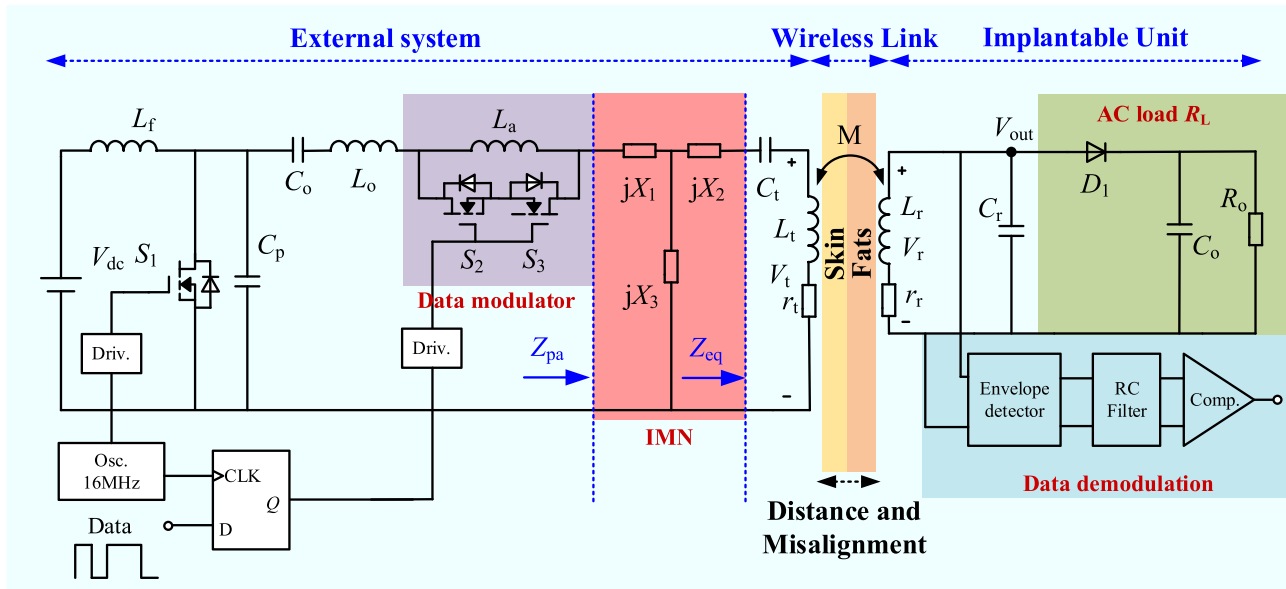 External system
Wireless Link
Implantable Unit
L_f
C_o
L_o
L_a
S_2
S_3
Data modulator
jX_1
jX_2
jX_3
IMN
C_t
+
L_t
V_t
r_t
-
M
Skin
Fats
+
L_r
V_r
r_r
-
V_out
C_r
AC load R_L
D_1
C_o
R_o
V_dc
S_1
C_p
Driv.
Driv.
Z_pa
Z_eq
Osc.
16MHz
CLK
Q
D
Data
Envelope
detector
RC
Filter
Comp.
Data demodulation
Distance and
Misalignment